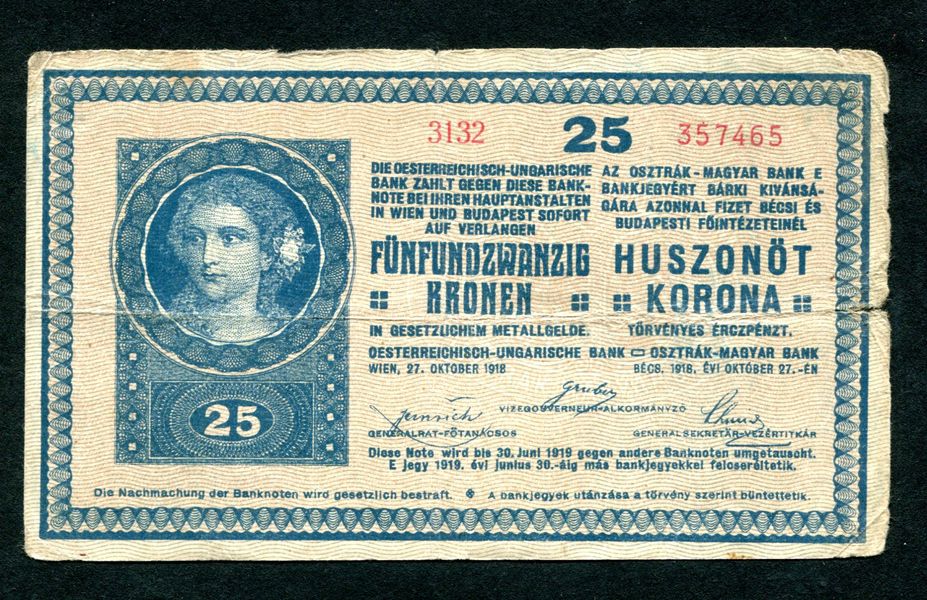 3132 25 357465
DIE OESTERREICHISCH-UNGARISCHE
BANK ZAHLT GEGEN DIESE BANK-
NOTE BEI IHREN HAUPTANSTALTEN
IN WIEN UND BUDAPEST SOFORT
AUF VERLANGEN
FÜNFUNDZWANZIG
KRONEN
IN GESETZLICHEM METALLGELDE.
AZ OSZTRÁK-MAGYAR BANK E
BANKJEGYÉRT BÁRKI KIVÁNSÁ-
GÁRA AZONNAL FIZET BÉCSI ÉS
BUDAPESTI FŐINTÉZETEINÉL
HUSZONÖT
KORONA
TÖRVÉNYES ÉRCZPÉNZT.
OESTERREICHISCH-UNGARISCHE BANK OSZTRÁK-MAGYAR BANK
WIEN, 27. OKTOBER 1918 BÉCS, 1918. ÉVI OKTÓBER 27.-ÉN
Gruber
VIZEGOUVERNEUR-ALKORMÁNYZÓ
GENERALRAT-FŐTANÁCSOS
GENERALSEKRETÄR-VEZÉRTITKÁR
Diese Note wird bis 30. Juni 1919 gegen andere Banknoten umgetauscht.
E jegy 1919. évi junius 30.-áig más bankjegyekkel felcseréltetik.
25
Die Nachmachung der Banknoten wird gesetzlich bestraft. A bankjegyek utánzása a törvény szerint büntettetik.